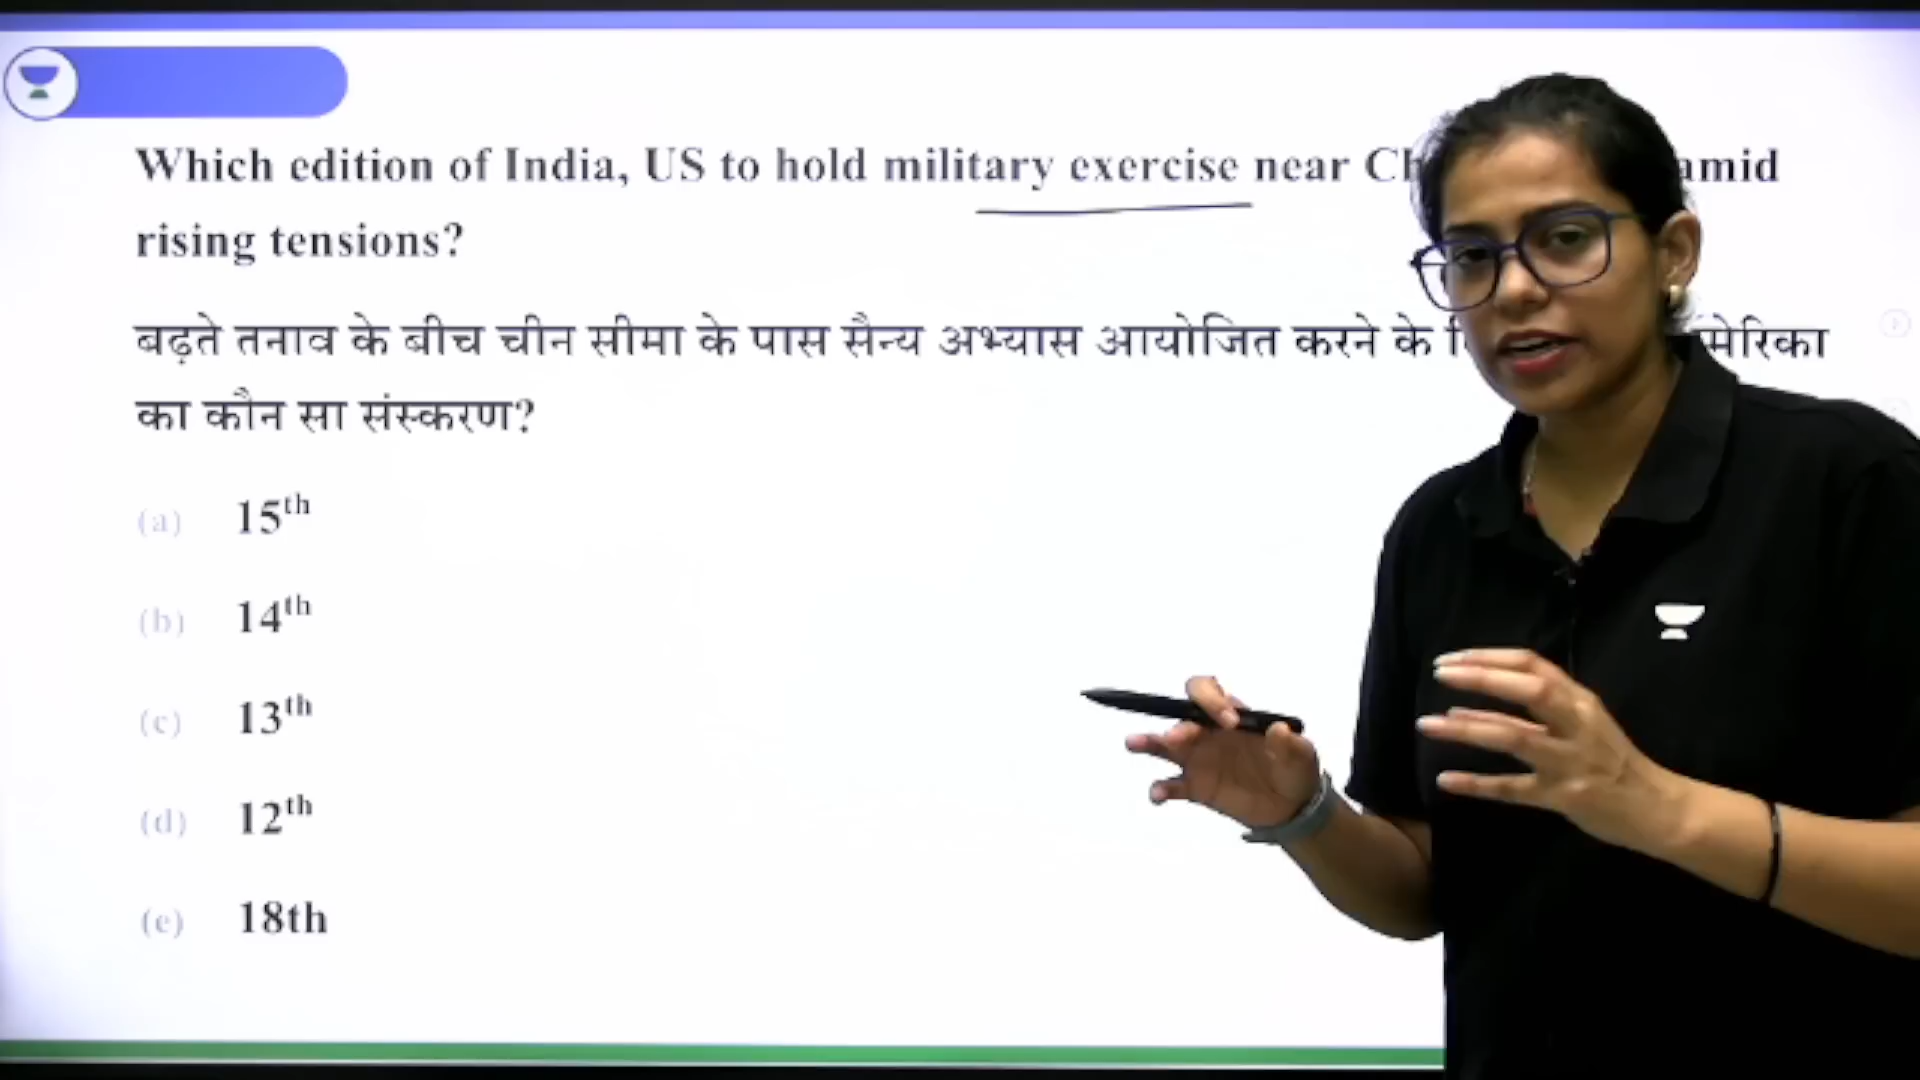 Which edition of India, US to hold military exercise near amid
rising tensions?
बढ़ते तनाव के बीच चीन सीमा के पास सैन्य अभ्यास आयोजित करने के
का कौन सा संस्करण?
(a) 15th
(b) 14th
(c) 13th
(d) 12th
(e) 18th